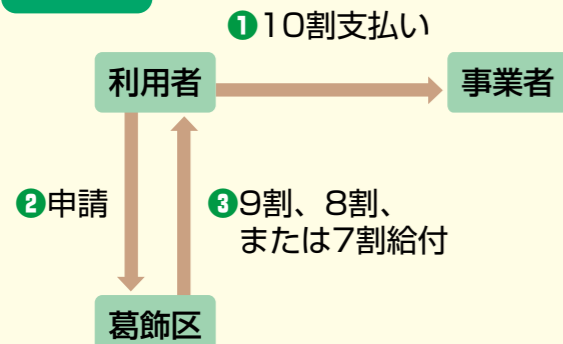 ❶10割支払い
利用者
事業者
❷申請
❸9割、8割、
または7割給付
葛飾区